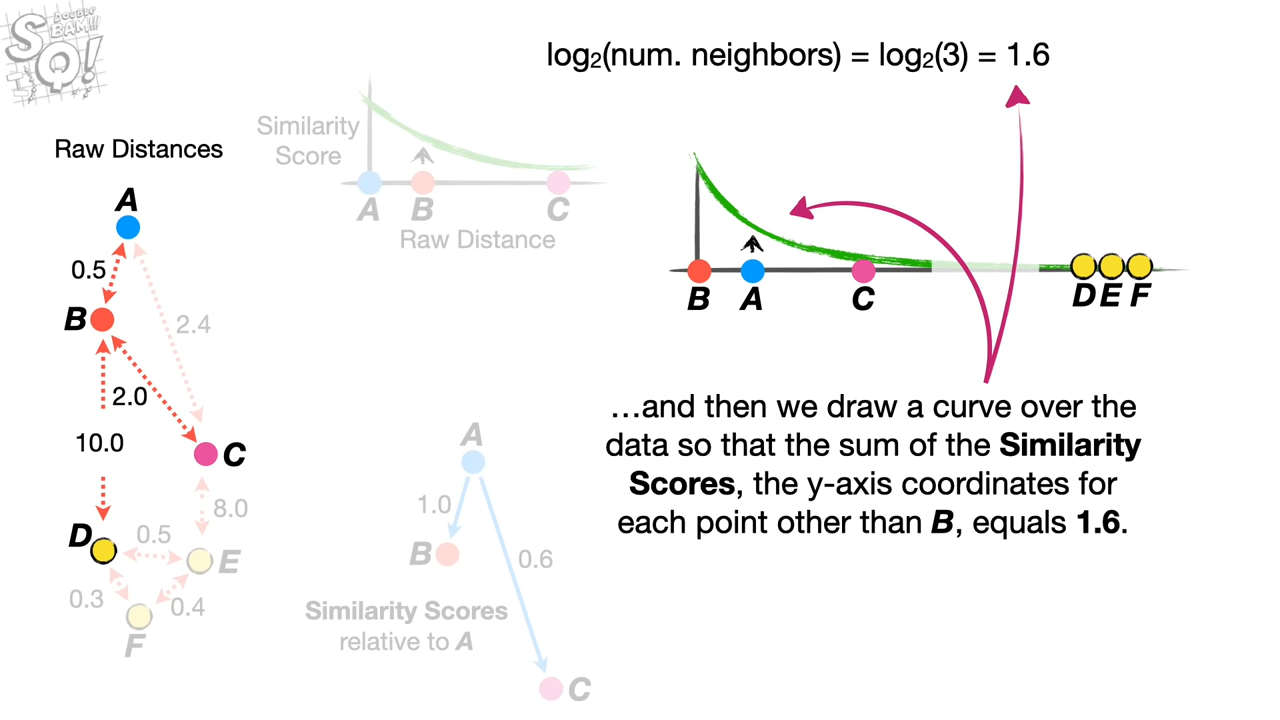 DOUBLE
BAM!!!
SQ!
log₂(num. neighbors) = log₂(3) = 1.6
Raw Distances
Similarity
Score
A
B
C
Raw Distance
A
0.5
B
2.4
2.0
10.0
C
8.0
D
0.5
E
0.3
0.4
F
B
A
C
D
E
F
…and then we draw a curve over the
data so that the sum of the Similarity
Scores, the y-axis coordinates for
each point other than B, equals 1.6.
A
1.0
B
0.6
Similarity Scores
relative to A
C